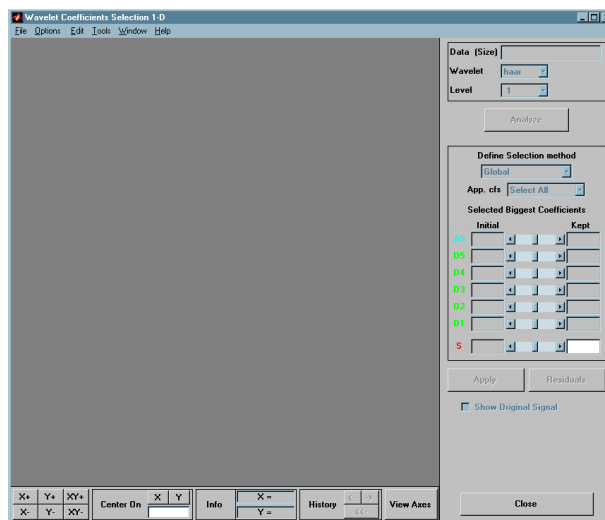 Wavelet Coefficients Selection 1-D
File Options Edit Tools Window Help
Data (Size)
Wavelet haar
Level 1
Analyze
Define Selection method
Global
App. cfs Select All
Selected Biggest Coefficients
Initial Kept
A5
D5
D4
D3
D2
D1
S
Apply Residuals
Show Original Signal
X+ Y+ XY+
X- Y- XY-
Center On X Y
Info X =
Y =
History <- ->
<<-
View Axes
Close